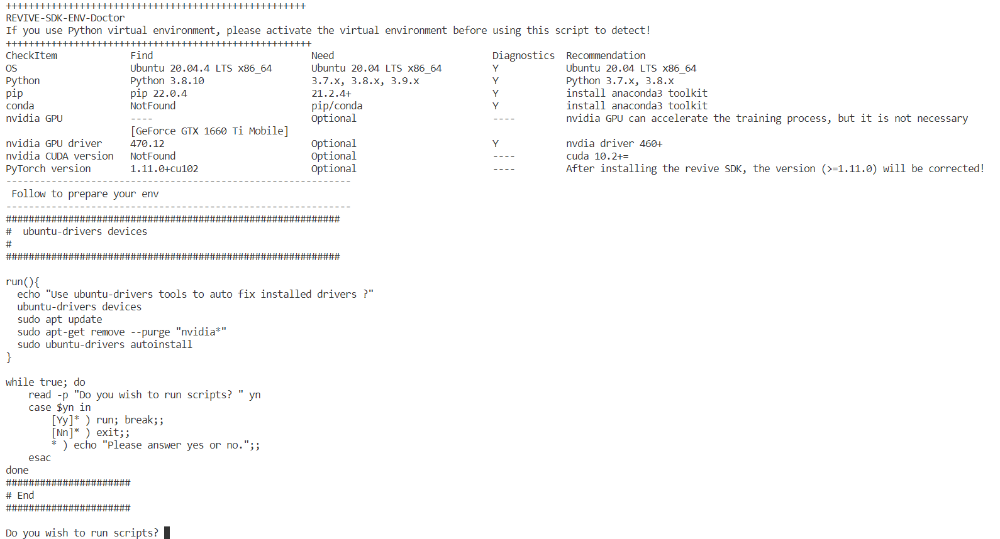 +++++++++++++++++++++++++++++++++++++++++++++++++++++
REVIVE-SDK-ENV-Doctor
If you use Python virtual environment, please activate the virtual environment before using this script to detect!
++++++++++++++++++++++++++++++++++++++++++++++++++++++
CheckItem             Find                            Need                            Diagnostics  Recommendation
OS                    Ubuntu 20.04.4 LTS x86_64       Ubuntu 20.04 LTS x86_64         Y            Ubuntu 20.04 LTS x86_64
Python                Python 3.8.10                   3.7.x, 3.8.x, 3.9.x             Y            Python 3.7.x, 3.8.x
pip                   pip 22.0.4                      21.2.4+                         Y            install anaconda3 toolkit
conda                 NotFound                        pip/conda                       Y            install anaconda3 toolkit
nvidia GPU            ----                            Optional                        ----         nvidia GPU can accelerate the training process, but it is not necessary
                      [GeForce GTX 1660 Ti Mobile]
nvidia GPU driver     470.12                          Optional                        Y            nvdia driver 460+
nvidia CUDA version   NotFound                        Optional                        ----         cuda 10.2+=
PyTorch version       1.11.0+cu102                    Optional                        ----         After installing the revive SDK, the version (>=1.11.0) will be corrected!
-------------------------------------------------------------
 Follow to prepare your env
-------------------------------------------------------------
###########################################################
#  ubuntu-drivers devices
#
###########################################################

run(){
  echo "Use ubuntu-drivers tools to auto fix installed drivers ?"
  ubuntu-drivers devices
  sudo apt update
  sudo apt-get remove --purge "nvidia*"
  sudo ubuntu-drivers autoinstall
}

while true; do
    read -p "Do you wish to run scripts? " yn
    case $yn in
        [Yy]* ) run; break;;
        [Nn]* ) exit;;
        * ) echo "Please answer yes or no.";;
    esac
done
######################
# End
######################

Do you wish to run scripts?